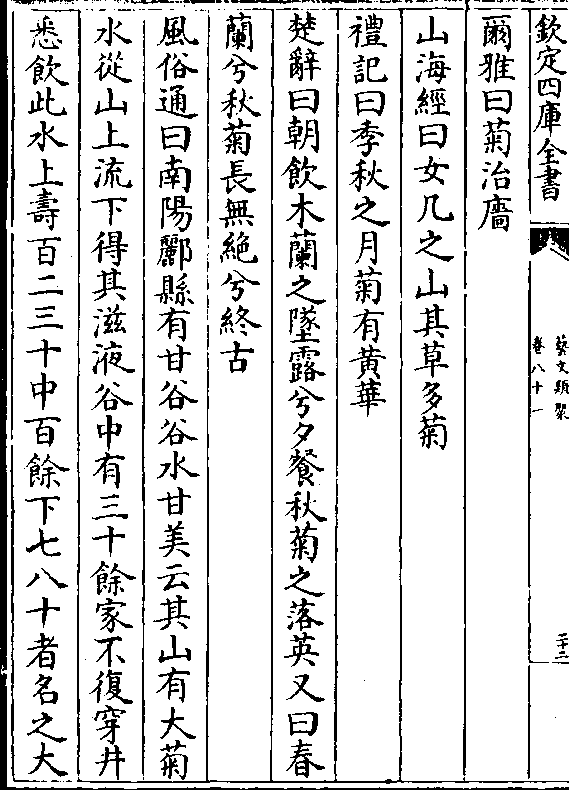 欽定四庫全書
藝文類聚
卷八十一
二十二
爾雅曰菊治廧
山海經曰女几之山其草多菊
禮記曰季秋之月菊有黄華
楚辭曰朝飲木蘭之墜露兮夕餐秋菊之落英又曰春
蘭兮秋菊長無絶兮終古
風俗通曰南陽酈縣有甘谷谷水甘美云其山有大菊
水從山上流下得其滋液谷中有三十餘家不復穿井
悉飲此水上壽百二三十中百餘下七八十者名之大